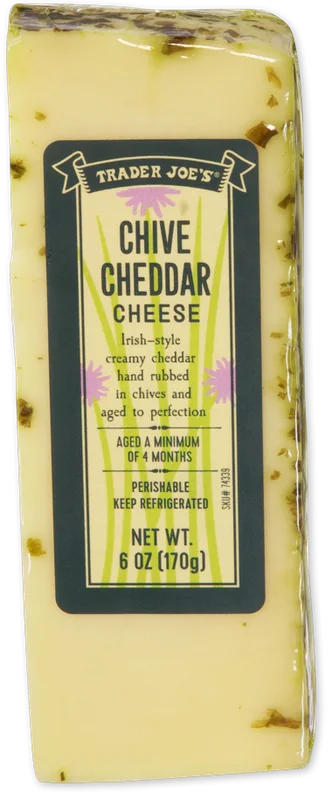 TRADER JOE'S®
CHIVE
CHEDDAR
CHEESE
Irish-style
creamy cheddar
hand rubbed
in chives and
aged to perfection
AGED A MINIMUM
OF 4 MONTHS
PERISHABLE
KEEP REFRIGERATED
SKU# 74339
NET WT.
6 OZ (170g)